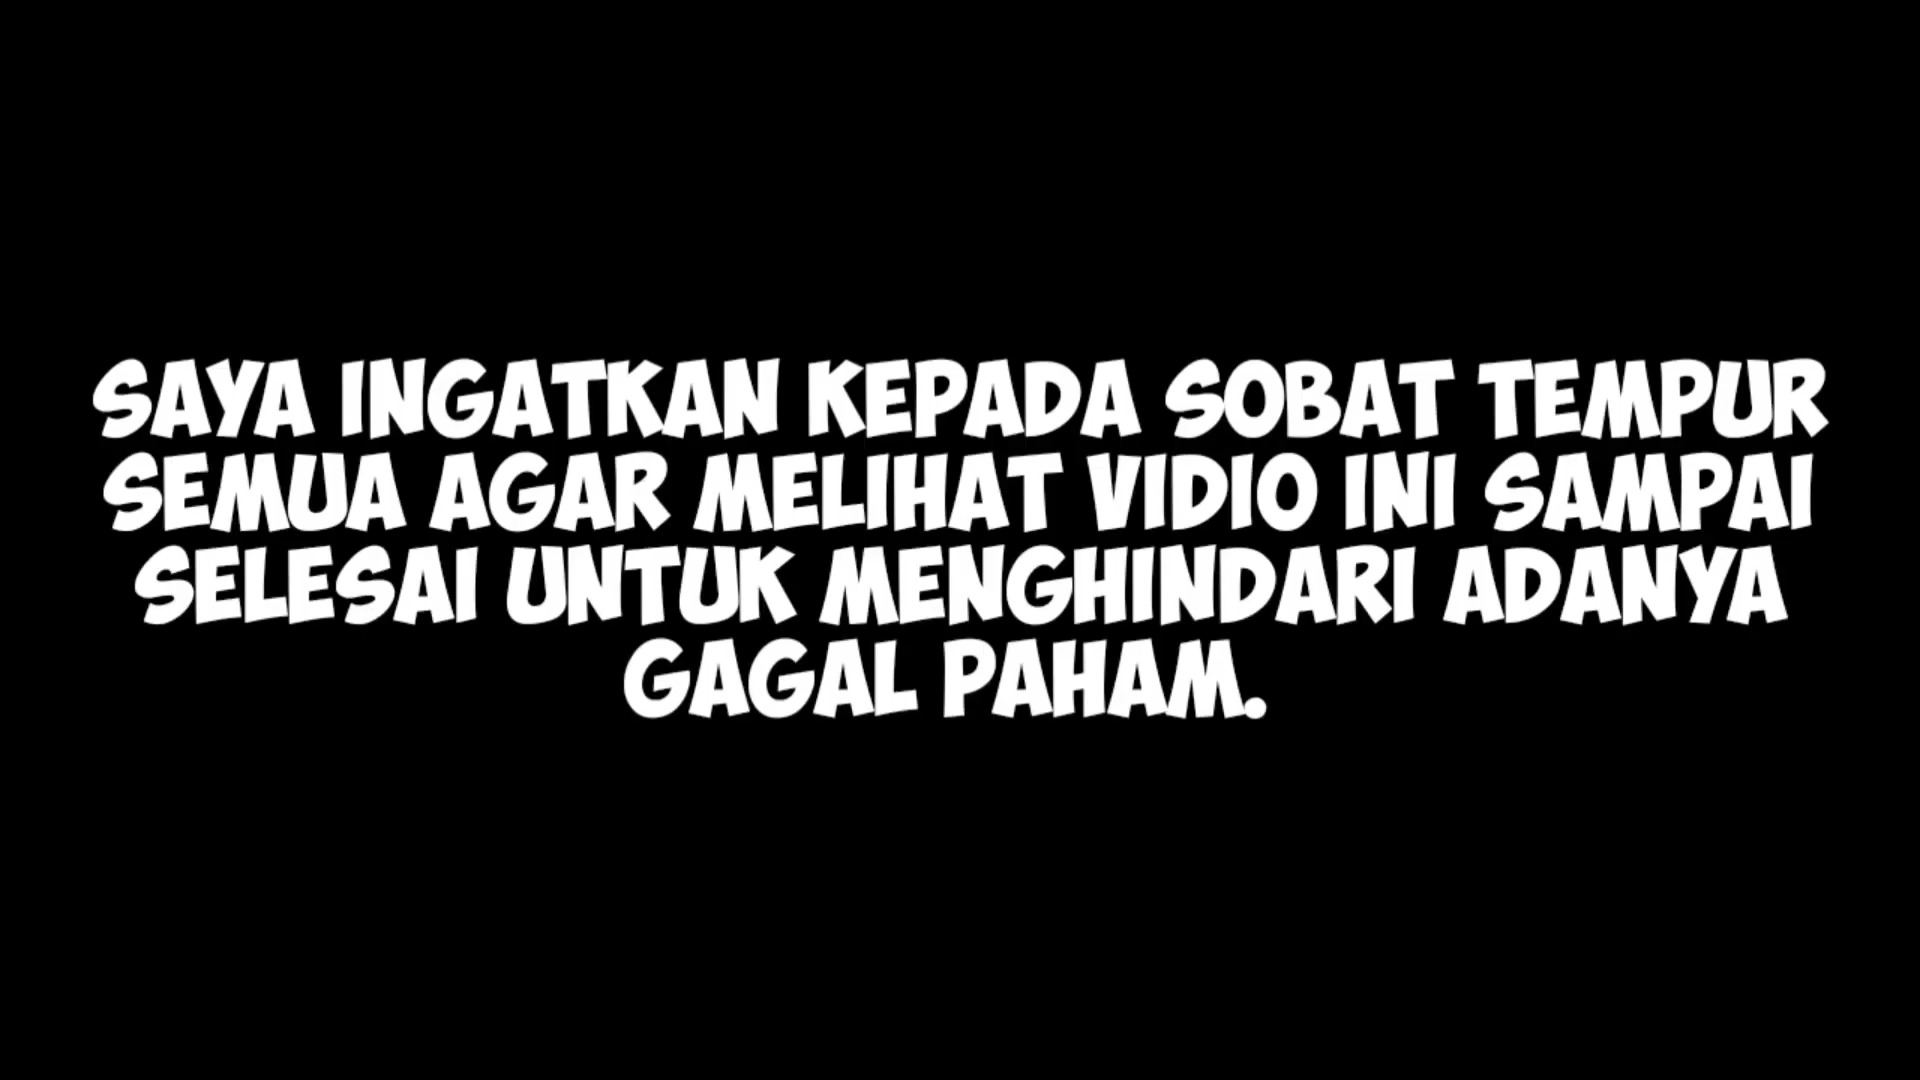 SAYA INGATKAN KEPADA SOBAT TEMPUR
SEMUA AGAR MELIHAT VIDIO INI SAMPAI
SELESAI UNTUK MENGHINDARI ADANYA
GAGAL PAHAM.